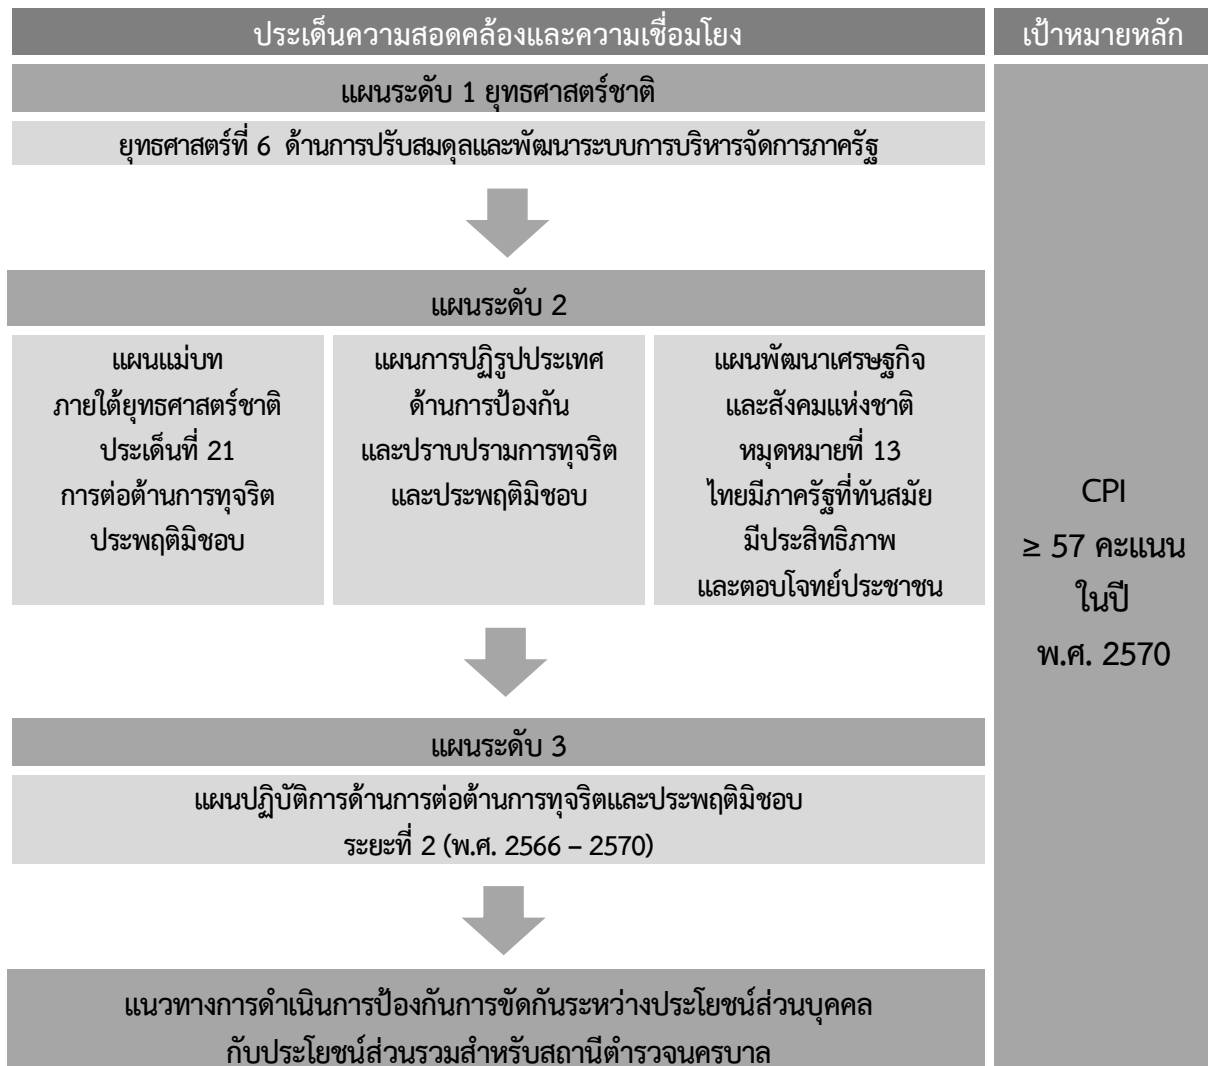 ประเด็นความสอดคล้องและความเชื่อมโยง
เป้าหมายหลัก
แผนระดับ 1 ยุทธศาสตร์ชาติ
ยุทธศาสตร์ที่ 6 ด้านการปรับสมดุลและพัฒนาระบบการบริหารจัดการภาครัฐ
แผนระดับ 2
แผนแม่บท
ภายใต้ยุทธศาสตร์ชาติ
ประเด็นที่ 21
การต่อต้านการทุจริต
ประพฤติมิชอบ
แผนการปฏิรูปประเทศ
ด้านการป้องกัน
และปราบปรามการทุจริต
และประพฤติมิชอบ
แผนพัฒนาเศรษฐกิจ
และสังคมแห่งชาติ
หมุดหมายที่ 13
ไทยมีภาครัฐที่ทันสมัย
มีประสิทธิภาพ
และตอบโจทย์ประชาชน
แผนระดับ 3
แผนปฏิบัติการด้านการต่อต้านการทุจริตและประพฤติมิชอบ
ระยะที่ 2 (พ.ศ. 2566 – 2570)
แนวทางการดำเนินการป้องกันการขัดกันระหว่างประโยชน์ส่วนบุคคล
กับประโยชน์ส่วนรวมสำหรับสถานีตำรวจนครบาล
CPI
≥ 57 คะแนน
ในปี
พ.ศ. 2570